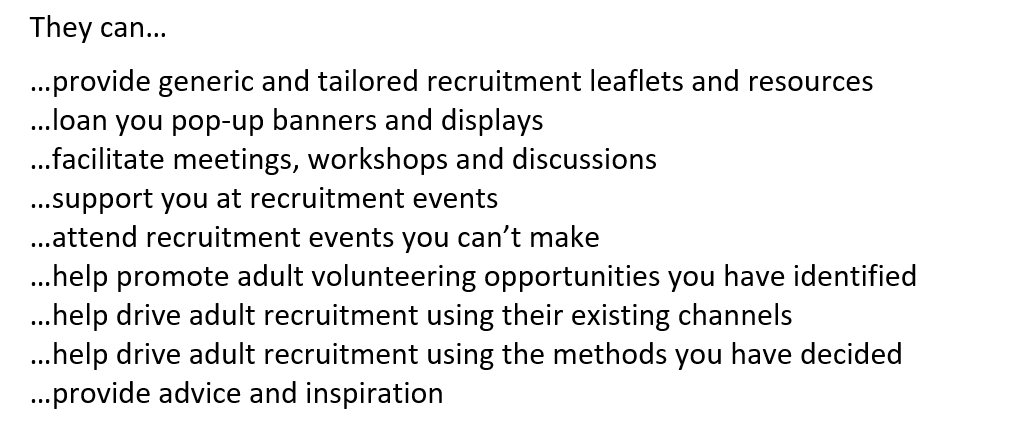 They can...
...provide generic and tailored recruitment leaflets and resources
...loan you pop-up banners and displays
...facilitate meetings, workshops and discussions
...support you at recruitment events
...attend recruitment events you can’t make
...help promote adult volunteering opportunities you have identified
...help drive adult recruitment using their existing channels
...help drive adult recruitment using the methods you have decided
...provide advice and inspiration